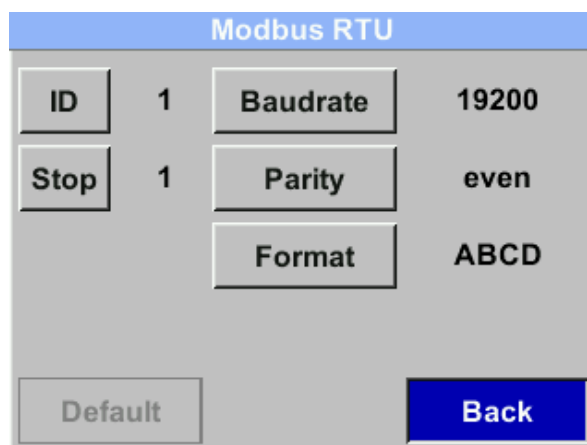 Modbus RTU
ID 1 Baudrate 19200
Stop 1 Parity even
Format ABCD
Default Back